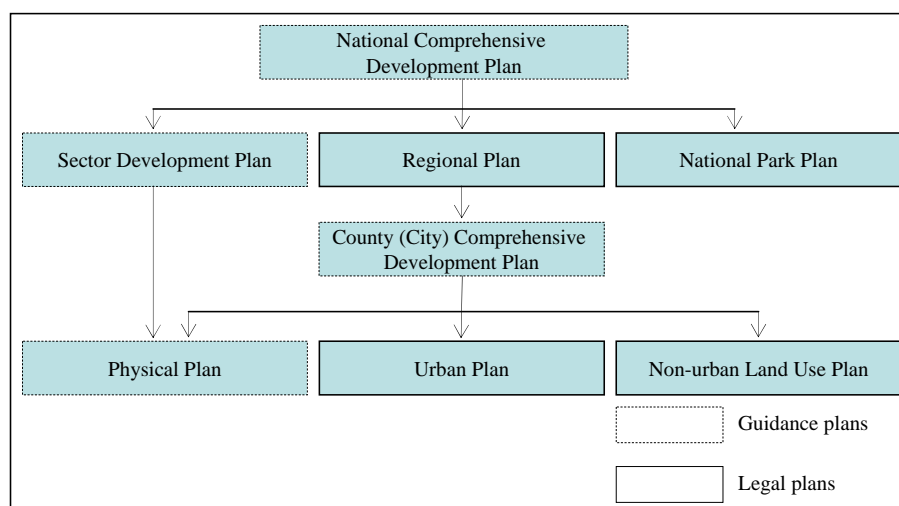 National Comprehensive
Development Plan
Sector Development Plan
Regional Plan
National Park Plan
County (City) Comprehensive
Development Plan
Physical Plan
Urban Plan
Non-urban Land Use Plan
Guidance plans
Legal plans